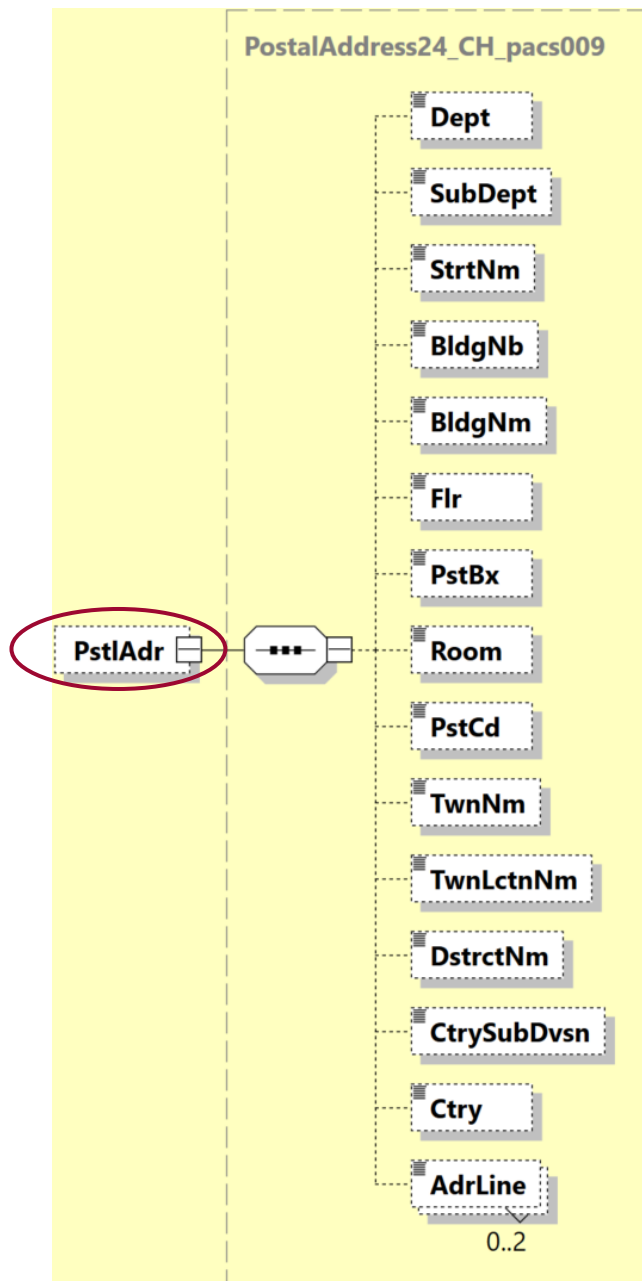 PostalAddress24_CH_pacs009
Dept
SubDept
StrtNm
BldgNb
BldgNm
Flr
PstBx
PstlAdr
Room
PstCd
TwnNm
TwnLctnNm
DstrctNm
CtrySubDvsn
Ctry
AdrLine
0..2